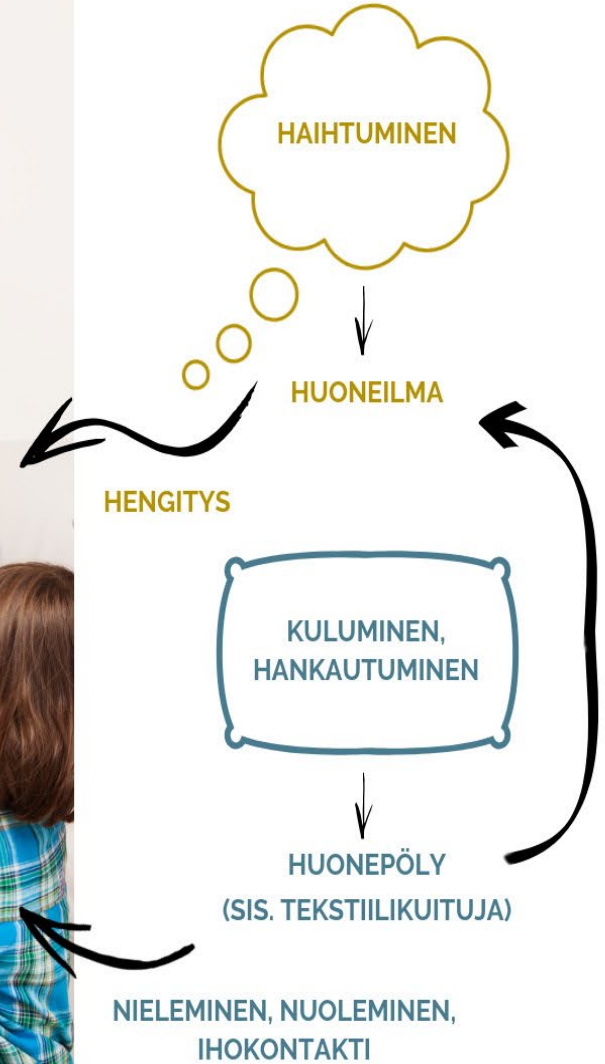 HAIHTUMINEN
HUONEILMA
HENGITYS
KULUMINEN,
HANKAUTUMINEN
HUONEPÖLY
(SIS. TEKSTIILIKUITUJA)
NIELEMINEN, NUOLEMINEN,
IHOKONTAKTI